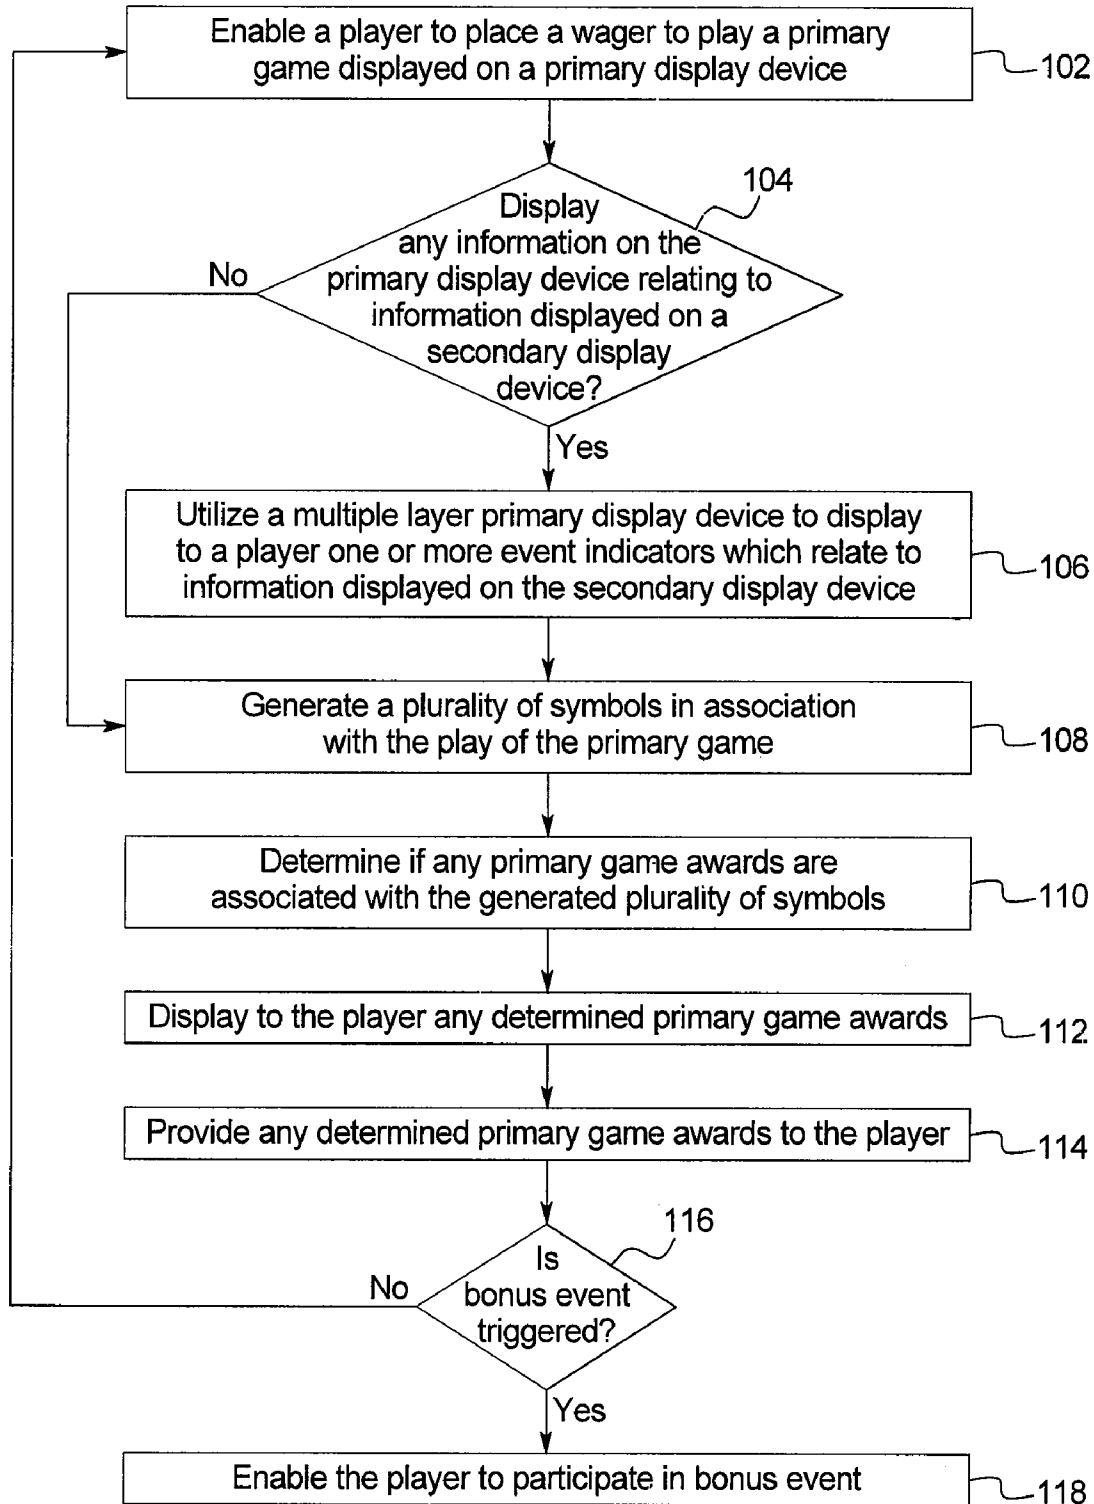 Enable a player to place a wager to play a primary
game displayed on a primary display device
102
104
Display
any information on the
primary display device relating to
information displayed on a
secondary display
device?
No
Yes
Utilize a multiple layer primary display device to display
to a player one or more event indicators which relate to
information displayed on the secondary display device
106
Generate a plurality of symbols in association
with the play of the primary game
108
Determine if any primary game awards are
associated with the generated plurality of symbols
110
Display to the player any determined primary game awards
112
Provide any determined primary game awards to the player
114
116
Is
bonus event
triggered?
No
Yes
Enable the player to participate in bonus event
118